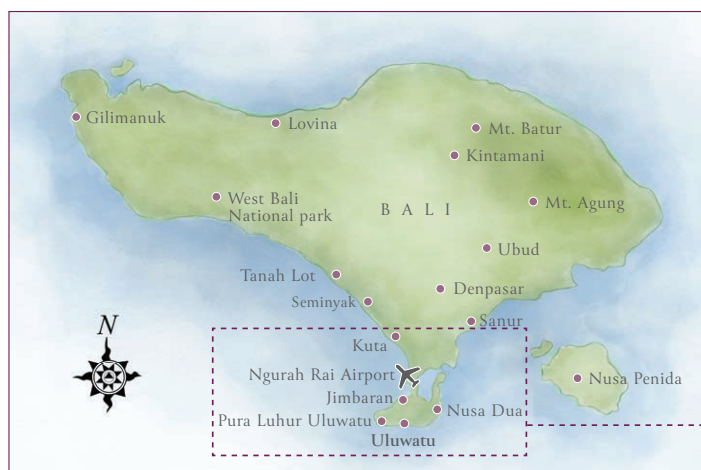 Gilimanuk
Lovina
Mt. Batur
Kintamani
West Bali
National park
BALI
Mt. Agung
Ubud
Tanah Lot
Denpasar
Seminyak
Sanur
N
Kuta
Ngurah Rai Airport
Nusa Penida
Jimbaran
Nusa Dua
Pura Luhur Uluwatu
Uluwatu